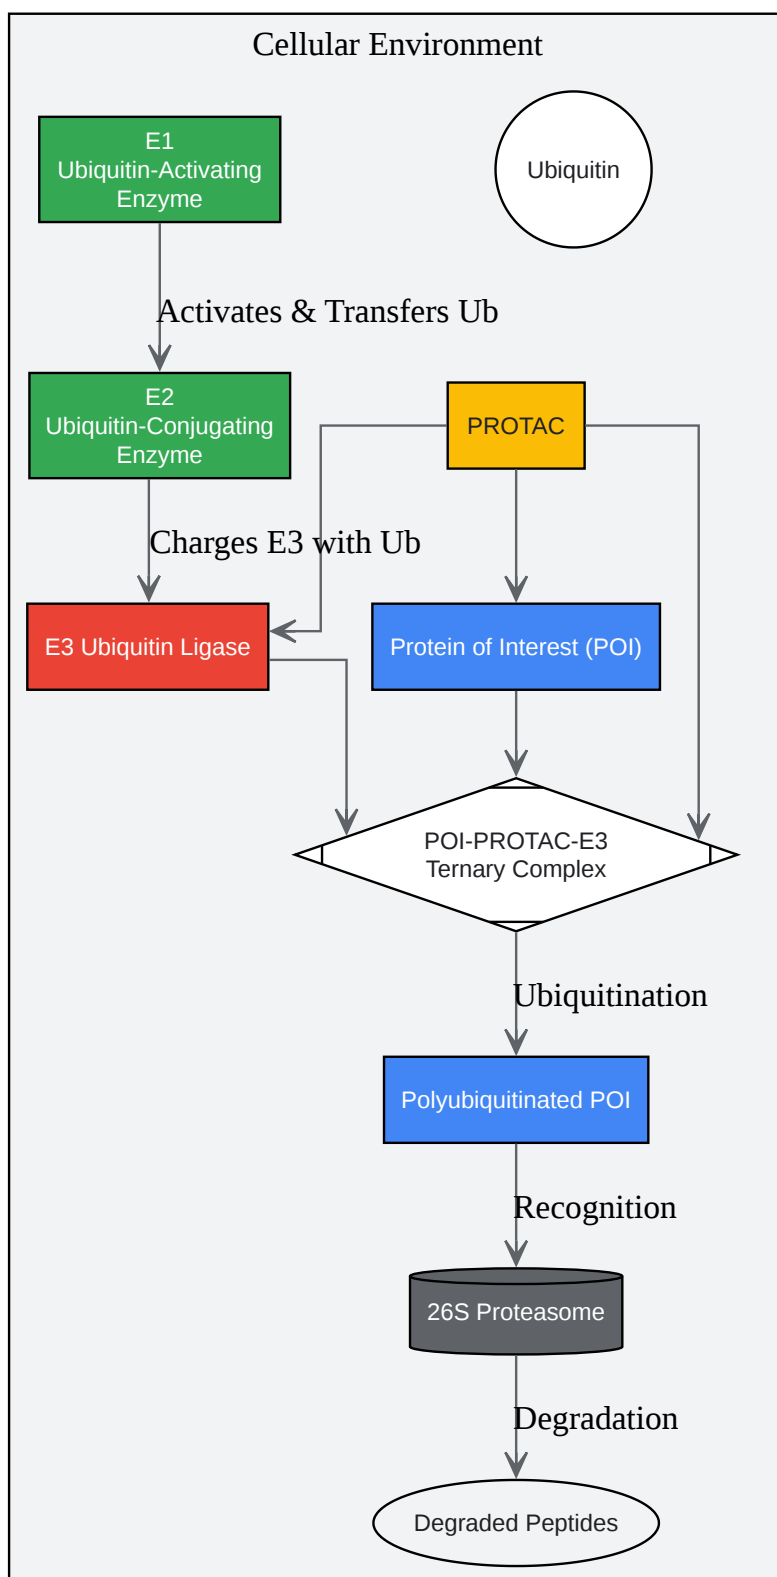 Cellular Environment
E1
Ubiquitin-Activating
Enzyme
Ubiquitin
Activates & Transfers Ub
E2
Ubiquitin-Conjugating
Enzyme
PROTAC
Charges E3 with Ub
E3 Ubiquitin Ligase
Protein of Interest (POI)
POI-PROTAC-E3
Ternary Complex
Ubiquitination
Polyubiquitinated POI
Recognition
26S Proteasome
Degradation
Degraded Peptides